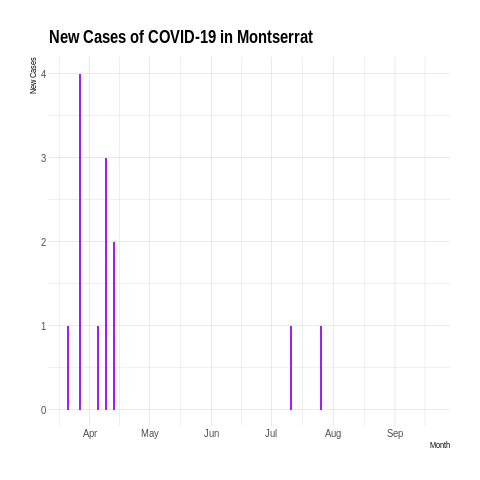 New Cases of COVID-19 in Montserrat
New Cases
4
3
2
1
0
Apr May Jun Jul Aug Sep
Month